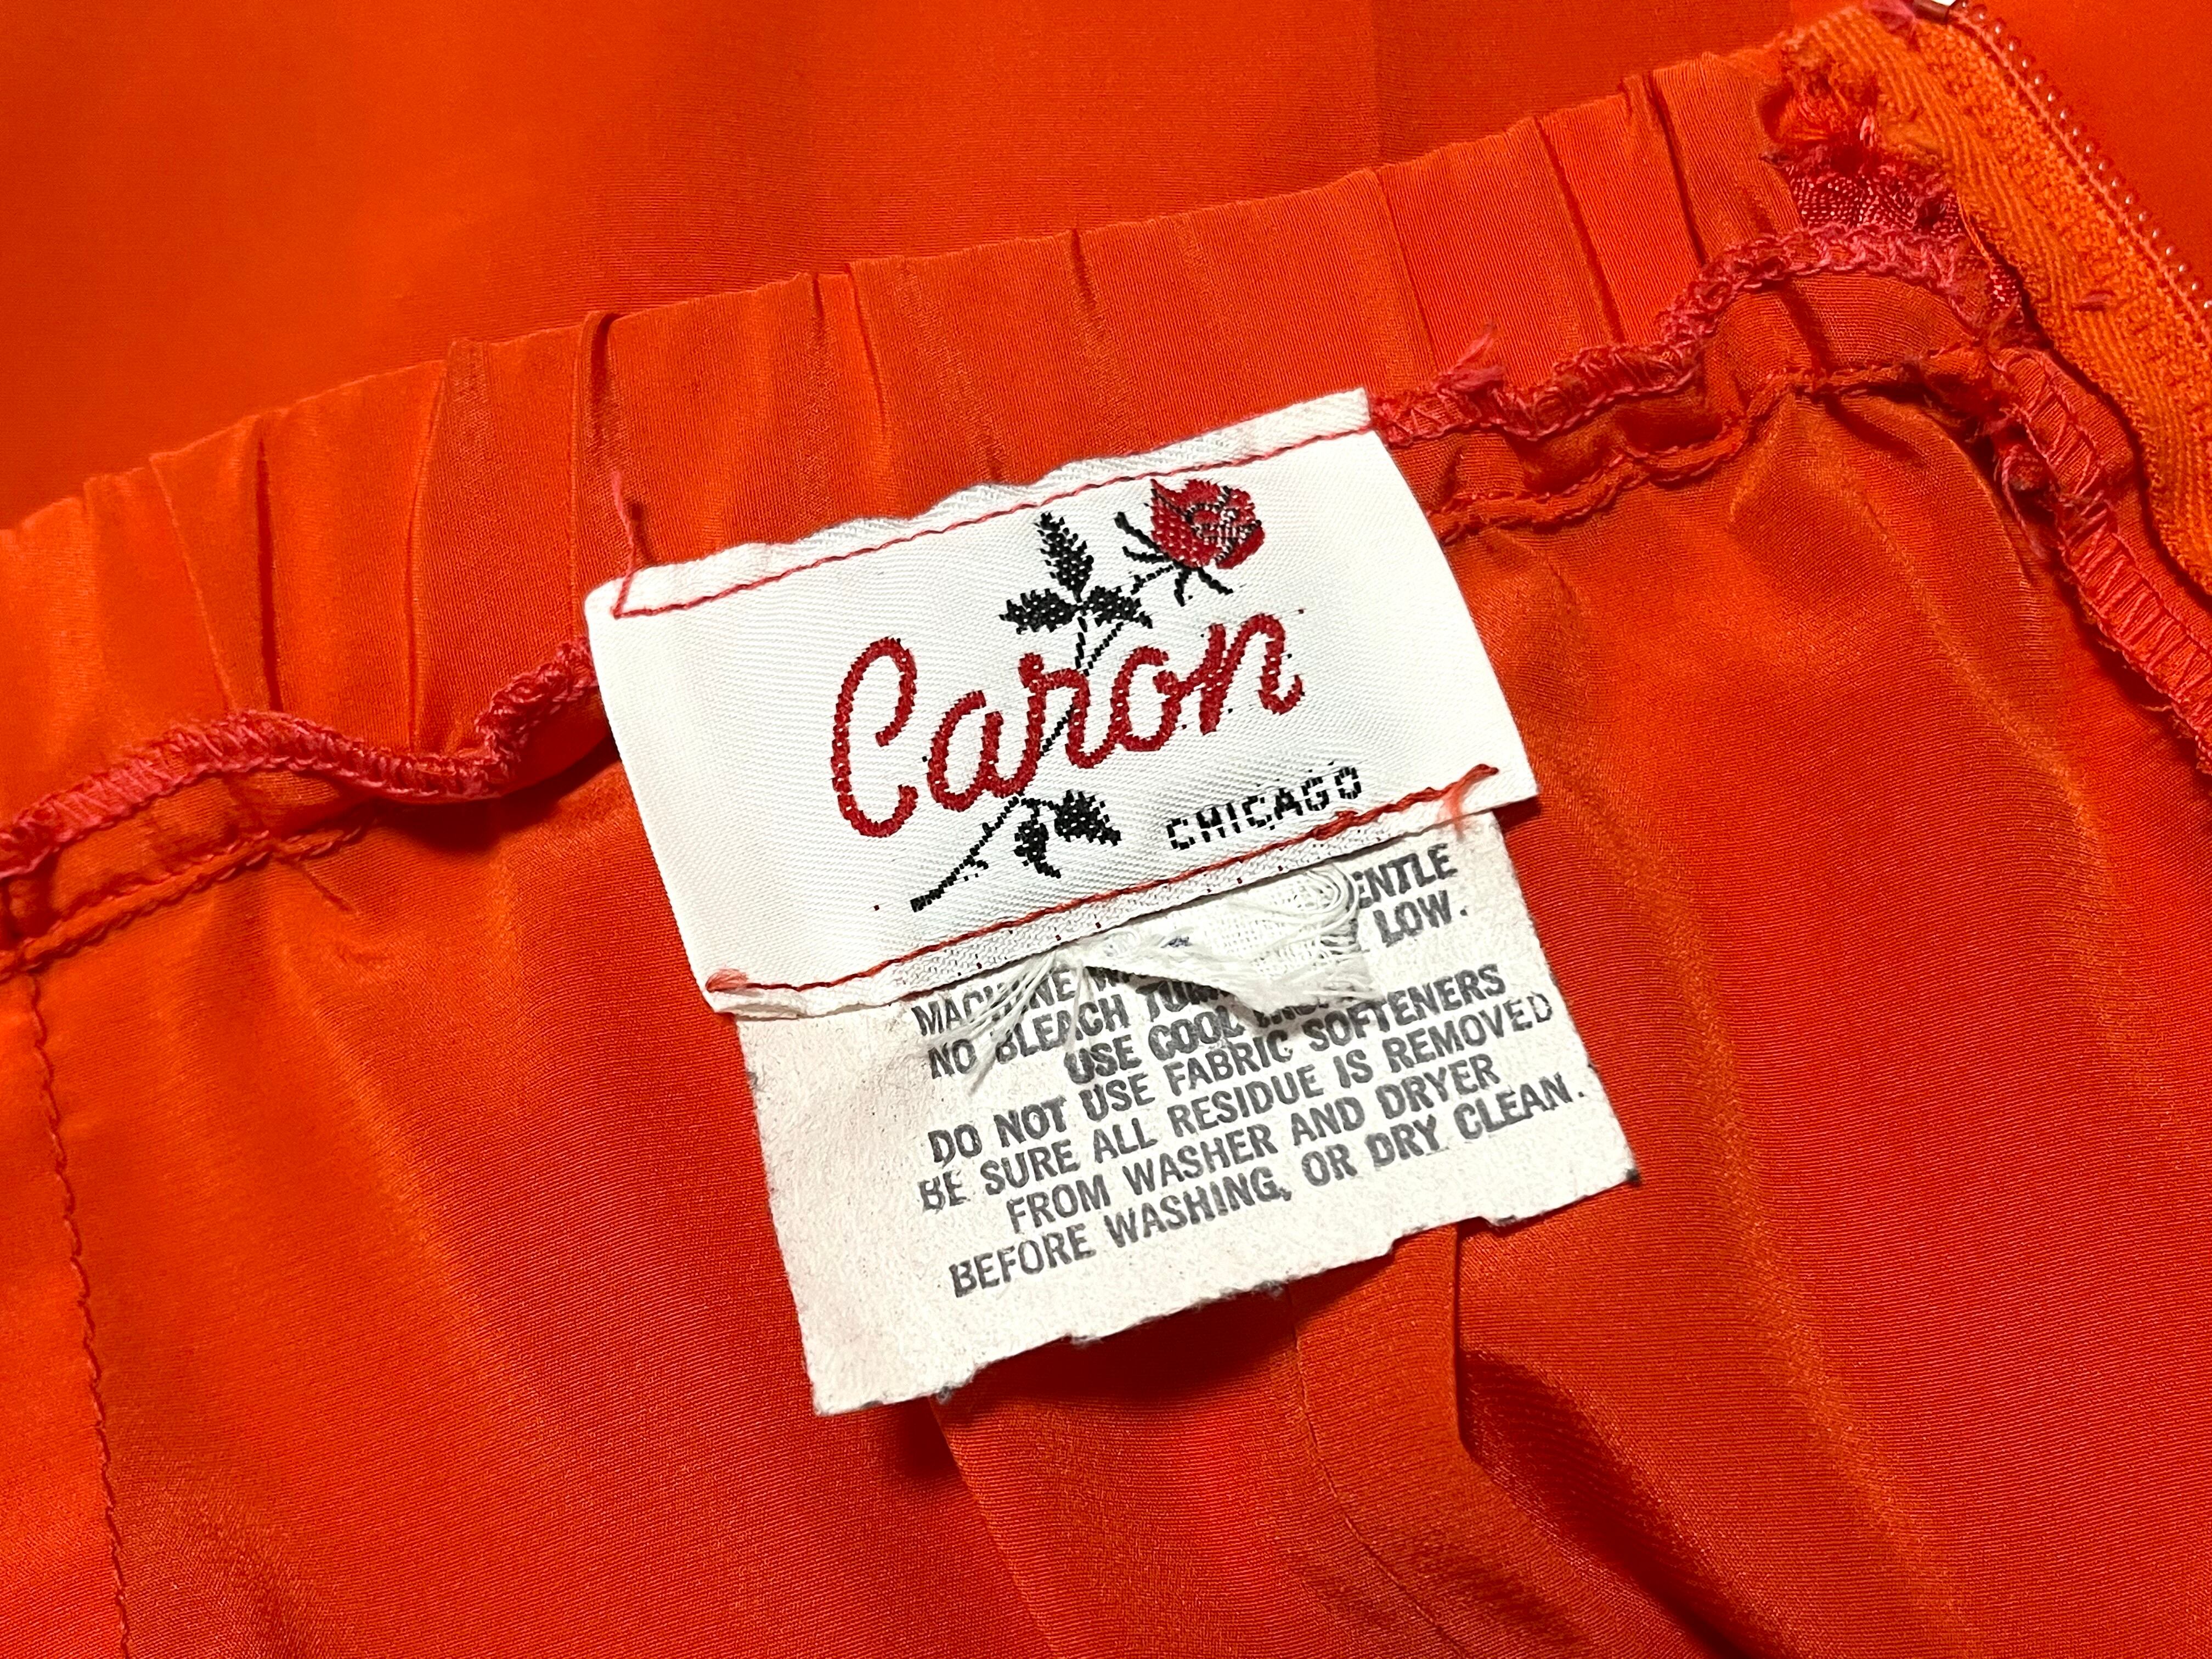 Caron
CHICAGO
MACHINE
NO BLEACH LOW.
USE COOL
DO NOT USE FABRIC SOFTENERS
BE SURE ALL RESIDUE IS REMOVED
FROM WASHER AND DRYER
BEFORE WASHING, OR DRY CLEAN.